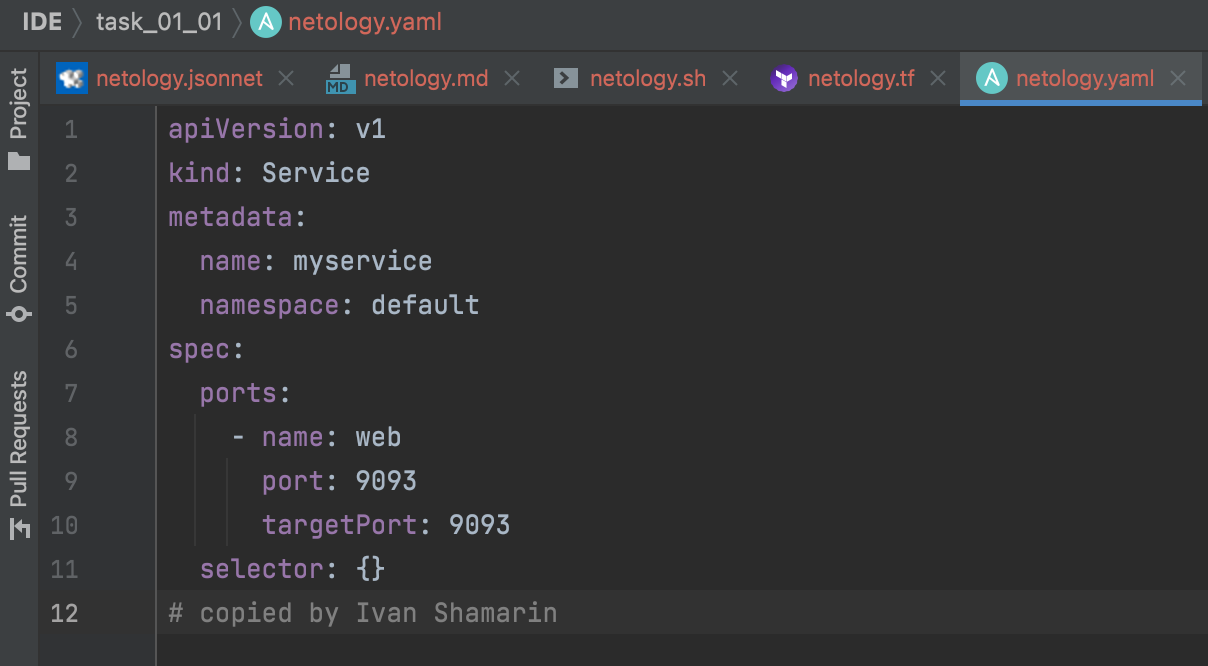 IDE task_01_01 netology.yaml
netology.jsonnet MD netology.md netology.sh netology.tf netology.yaml
Project
Commit
Pull Requests
1 apiVersion: v1
2 kind: Service
3 metadata:
4   name: myservice
5   namespace: default
6 spec:
7   ports:
8     - name: web
9       port: 9093
10       targetPort: 9093
11   selector: {}
12 # copied by Ivan Shamarin